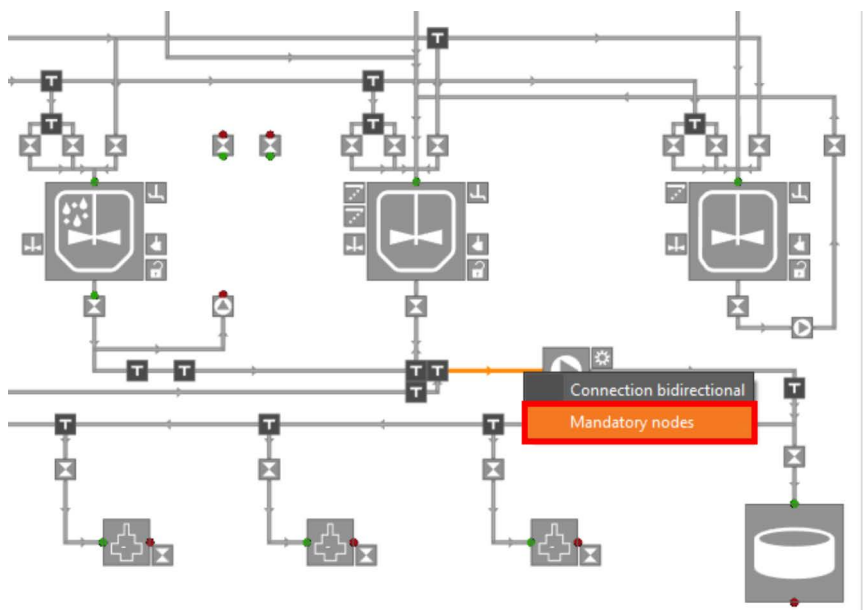 T
T T
T T T
T T T T
T
Connection bidirectional
T
T T T
Mandatory nodes